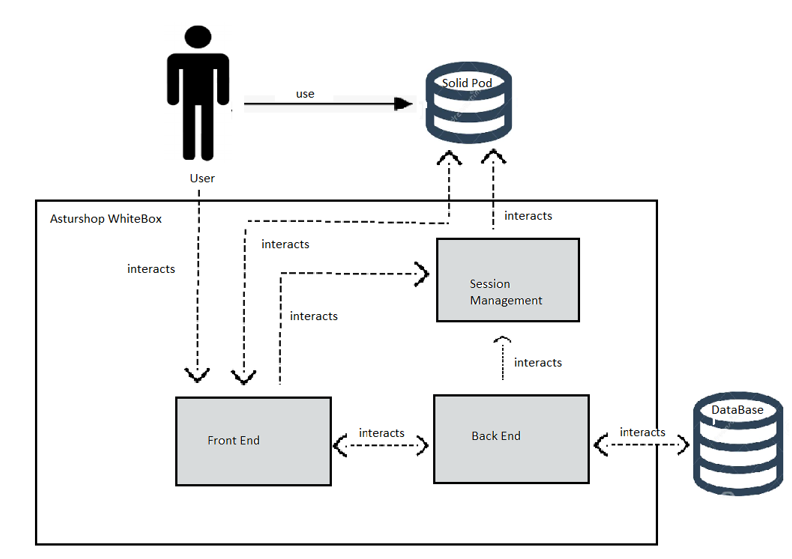 Solid Pod
use
User
Asturshop WhiteBox
interacts
interacts
interacts
Session
Management
interacts
interacts
DataBase
Front End
interacts
Back End
interacts